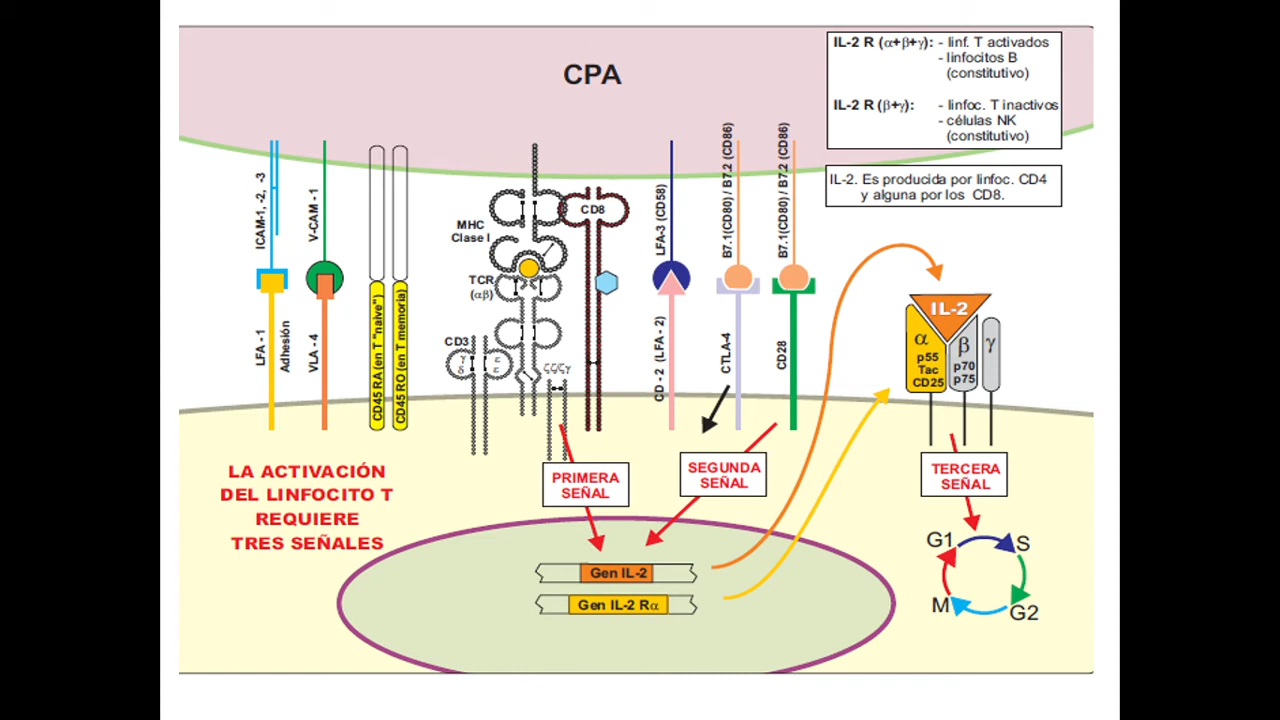 CPA
IL-2 R (α+β+γ): - linf. T activados
- linfocitos B
(constitutivo)
IL-2 R (β+γ): - linfoc. T inactivos
- células NK
(constitutivo)
IL-2. Es producida por linfoc. CD4
y alguna por los CD8.
ICAM-1, -2, -3
V-CAM - 1
MHC
Clase I
CD8
LFA-3 (CD58)
B7.1(CD80) / B7.2 (CD86)
B7.1(CD80) / B7.2 (CD86)
TCR
(αβ)
LFA - 1
Adhesión
VLA - 4
CD45 RA (en T "naive")
CD45 RO (en T memoria)
CD3
γ
δ
ε
ε
ζζζγ
CD - 2 (LFA - 2)
CTLA-4
CD28
IL-2
α
p55
Tac
CD25
β
p70
p75
γ
LA ACTIVACIÓN
DEL LINFOCITO T
REQUIERE
TRES SEÑALES
PRIMERA
SEÑAL
SEGUNDA
SEÑAL
TERCERA
SEÑAL
Gen IL-2
Gen IL-2 Rα
G1
S
M
G2